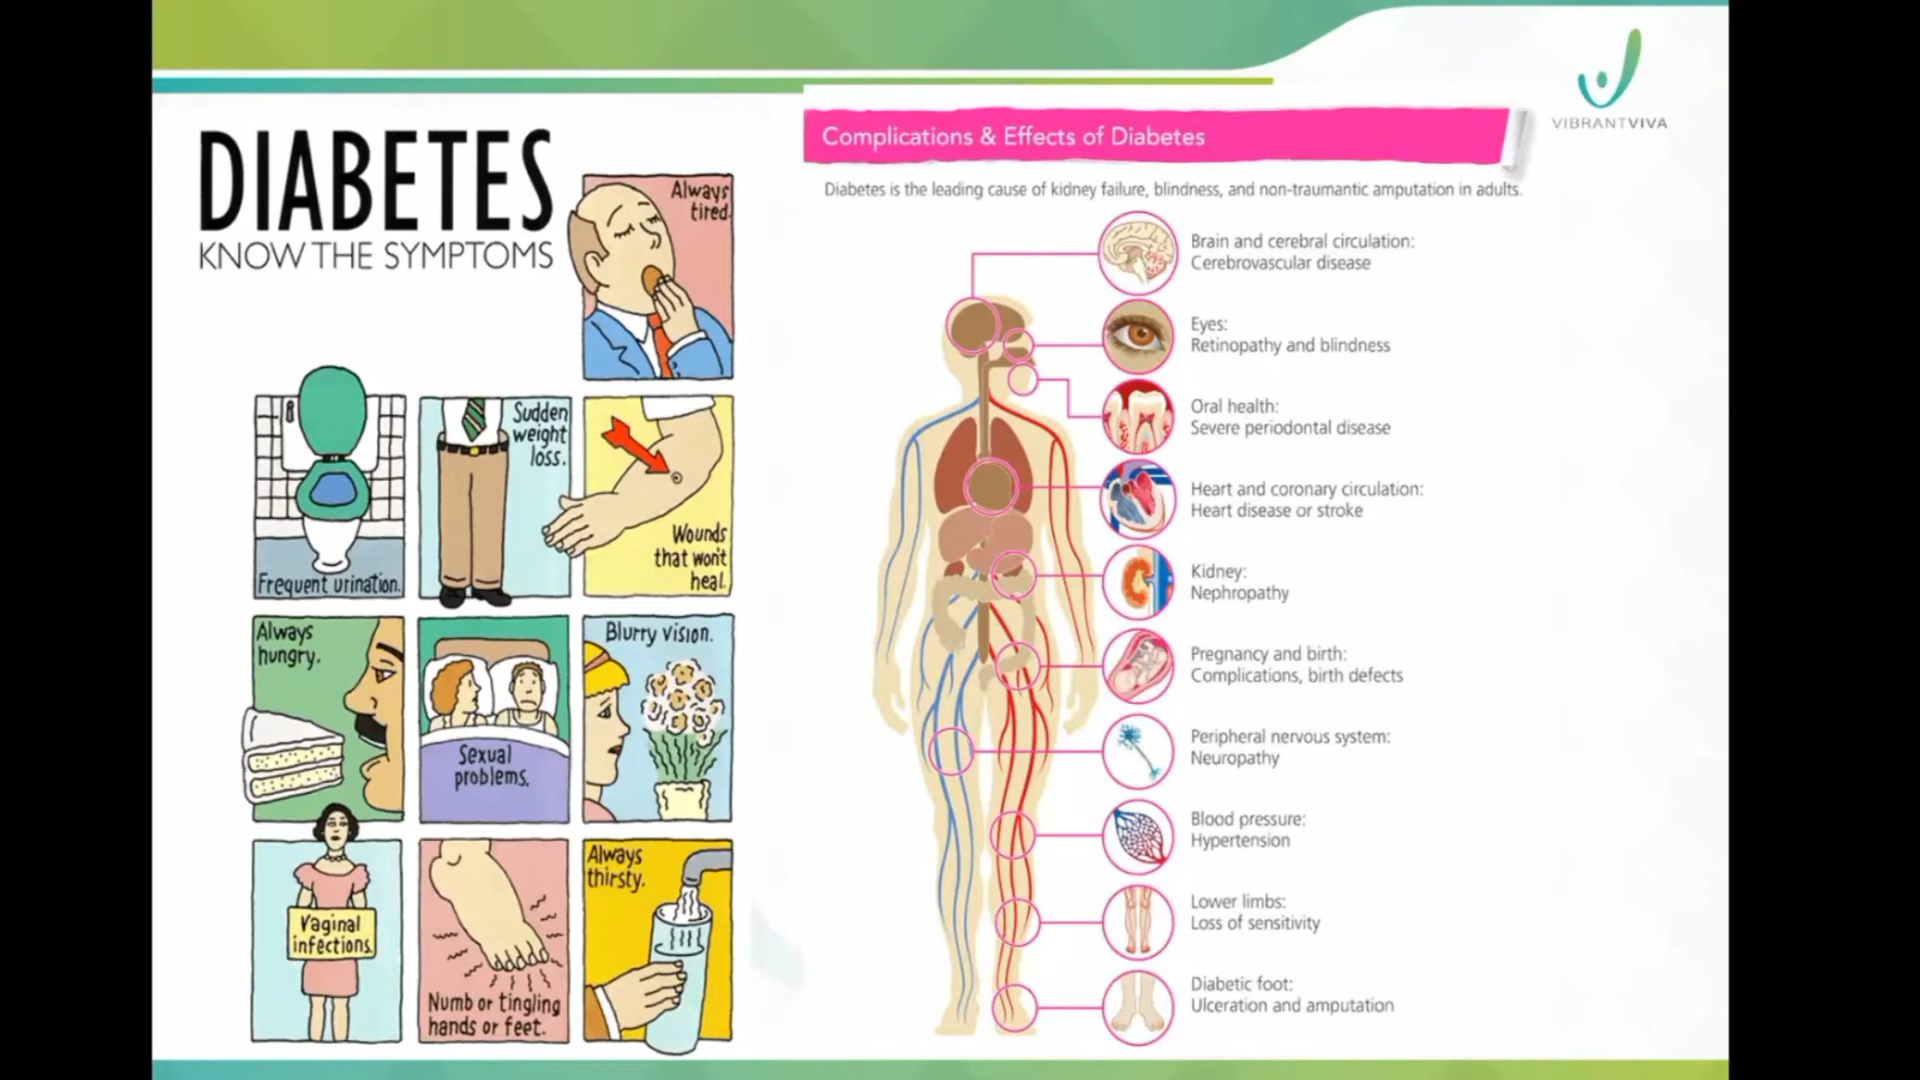 DIABETES
KNOW THE SYMPTOMS
Always
tired.
Frequent urination.
Sudden
weight
loss.
Wounds
that won't
heal.
Always
hungry.
Sexual
problems.
Blurry vision.
Vaginal
infections.
Numb or tingling
hands or feet.
Always
thirsty.
VIBRANTVIVA
Complications & Effects of Diabetes
Diabetes is the leading cause of kidney failure, blindness, and non-traumantic amputation in adults.
Brain and cerebral circulation:
Cerebrovascular disease
Eyes:
Retinopathy and blindness
Oral health:
Severe periodontal disease
Heart and coronary circulation:
Heart disease or stroke
Kidney:
Nephropathy
Pregnancy and birth:
Complications, birth defects
Peripheral nervous system:
Neuropathy
Blood pressure:
Hypertension
Lower limbs:
Loss of sensitivity
Diabetic foot:
Ulceration and amputation